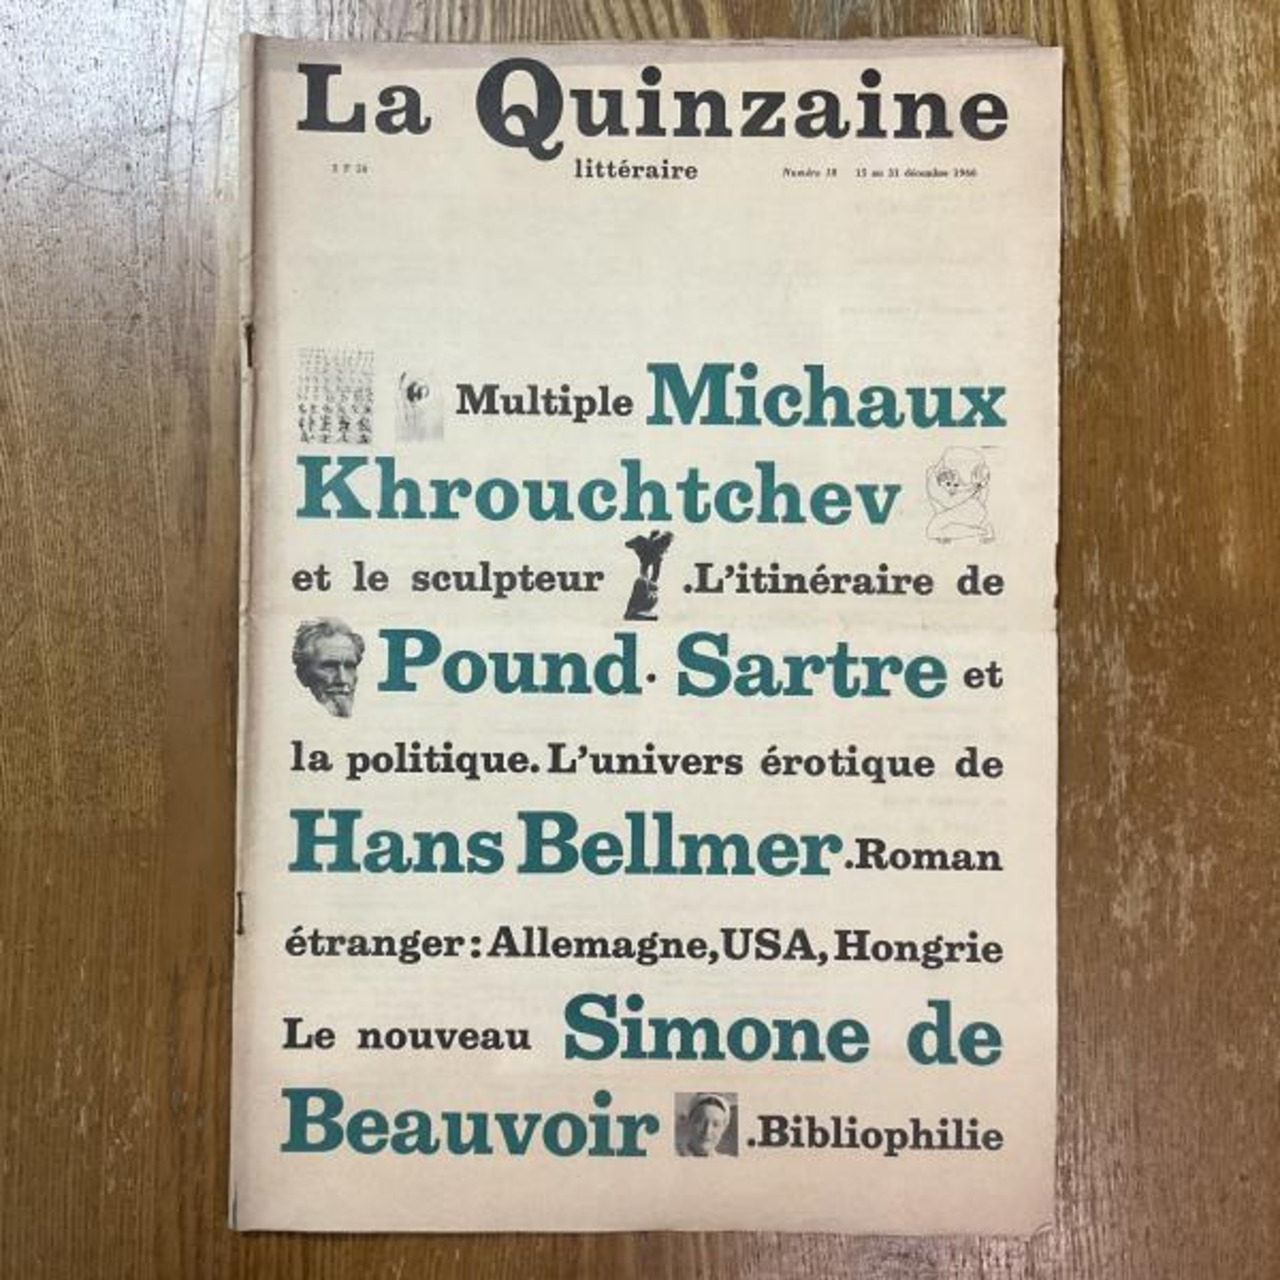 La Quinzaine
littéraire
Numéro 18 15 au 31 décembre 1966
Multiple Michaux
Khrouchtchev
et le sculpteur .L'itinéraire de
Pound. Sartre et
la politique. L'univers érotique de
Hans Bellmer. Roman
étranger: Allemagne, USA, Hongrie
Le nouveau Simone de
Beauvoir .Bibliophilie